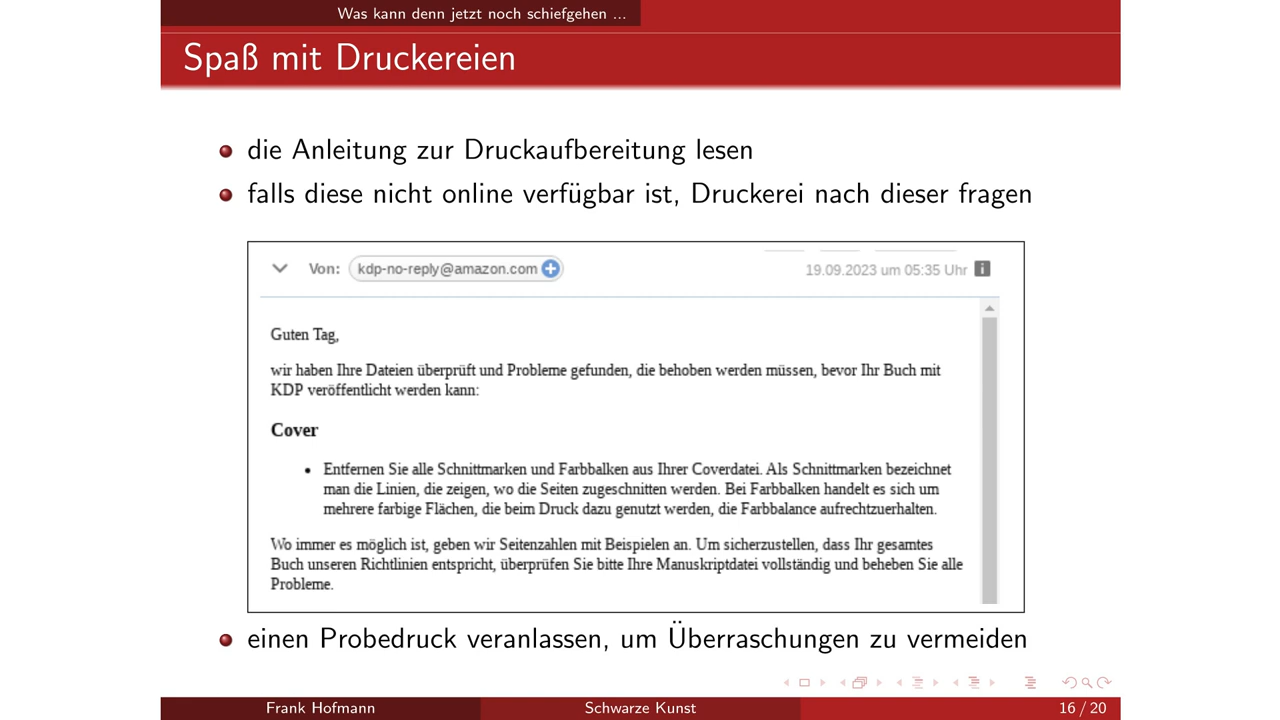 Was kann denn jetzt noch schiefgehen ...
Spaß mit Druckereien
die Anleitung zur Druckaufbereitung lesen
falls diese nicht online verfügbar ist, Druckerei nach dieser fragen
Von: kdp-no-reply@amazon.com
19.09.2023 um 05:35 Uhr
Guten Tag,
wir haben Ihre Dateien überprüft und Probleme gefunden, die behoben werden müssen, bevor Ihr Buch mit
KDP veröffentlicht werden kann:
Cover
• Entfernen Sie alle Schnittmarken und Farbbalken aus Ihrer Coverdatei. Als Schnittmarken bezeichnet
man die Linien, die zeigen, wo die Seiten zugeschnitten werden. Bei Farbbalken handelt es sich um
mehrere farbige Flächen, die beim Druck dazu genutzt werden, die Farbbalance aufrechtzuerhalten.
Wo immer es möglich ist, geben wir Seitenzahlen mit Beispielen an. Um sicherzustellen, dass Ihr gesamtes
Buch unseren Richtlinien entspricht, überprüfen Sie bitte Ihre Manuskriptdatei vollständig und beheben Sie alle
Probleme.
einen Probedruck veranlassen, um Überraschungen zu vermeiden
Frank Hofmann
Schwarze Kunst
16 / 20